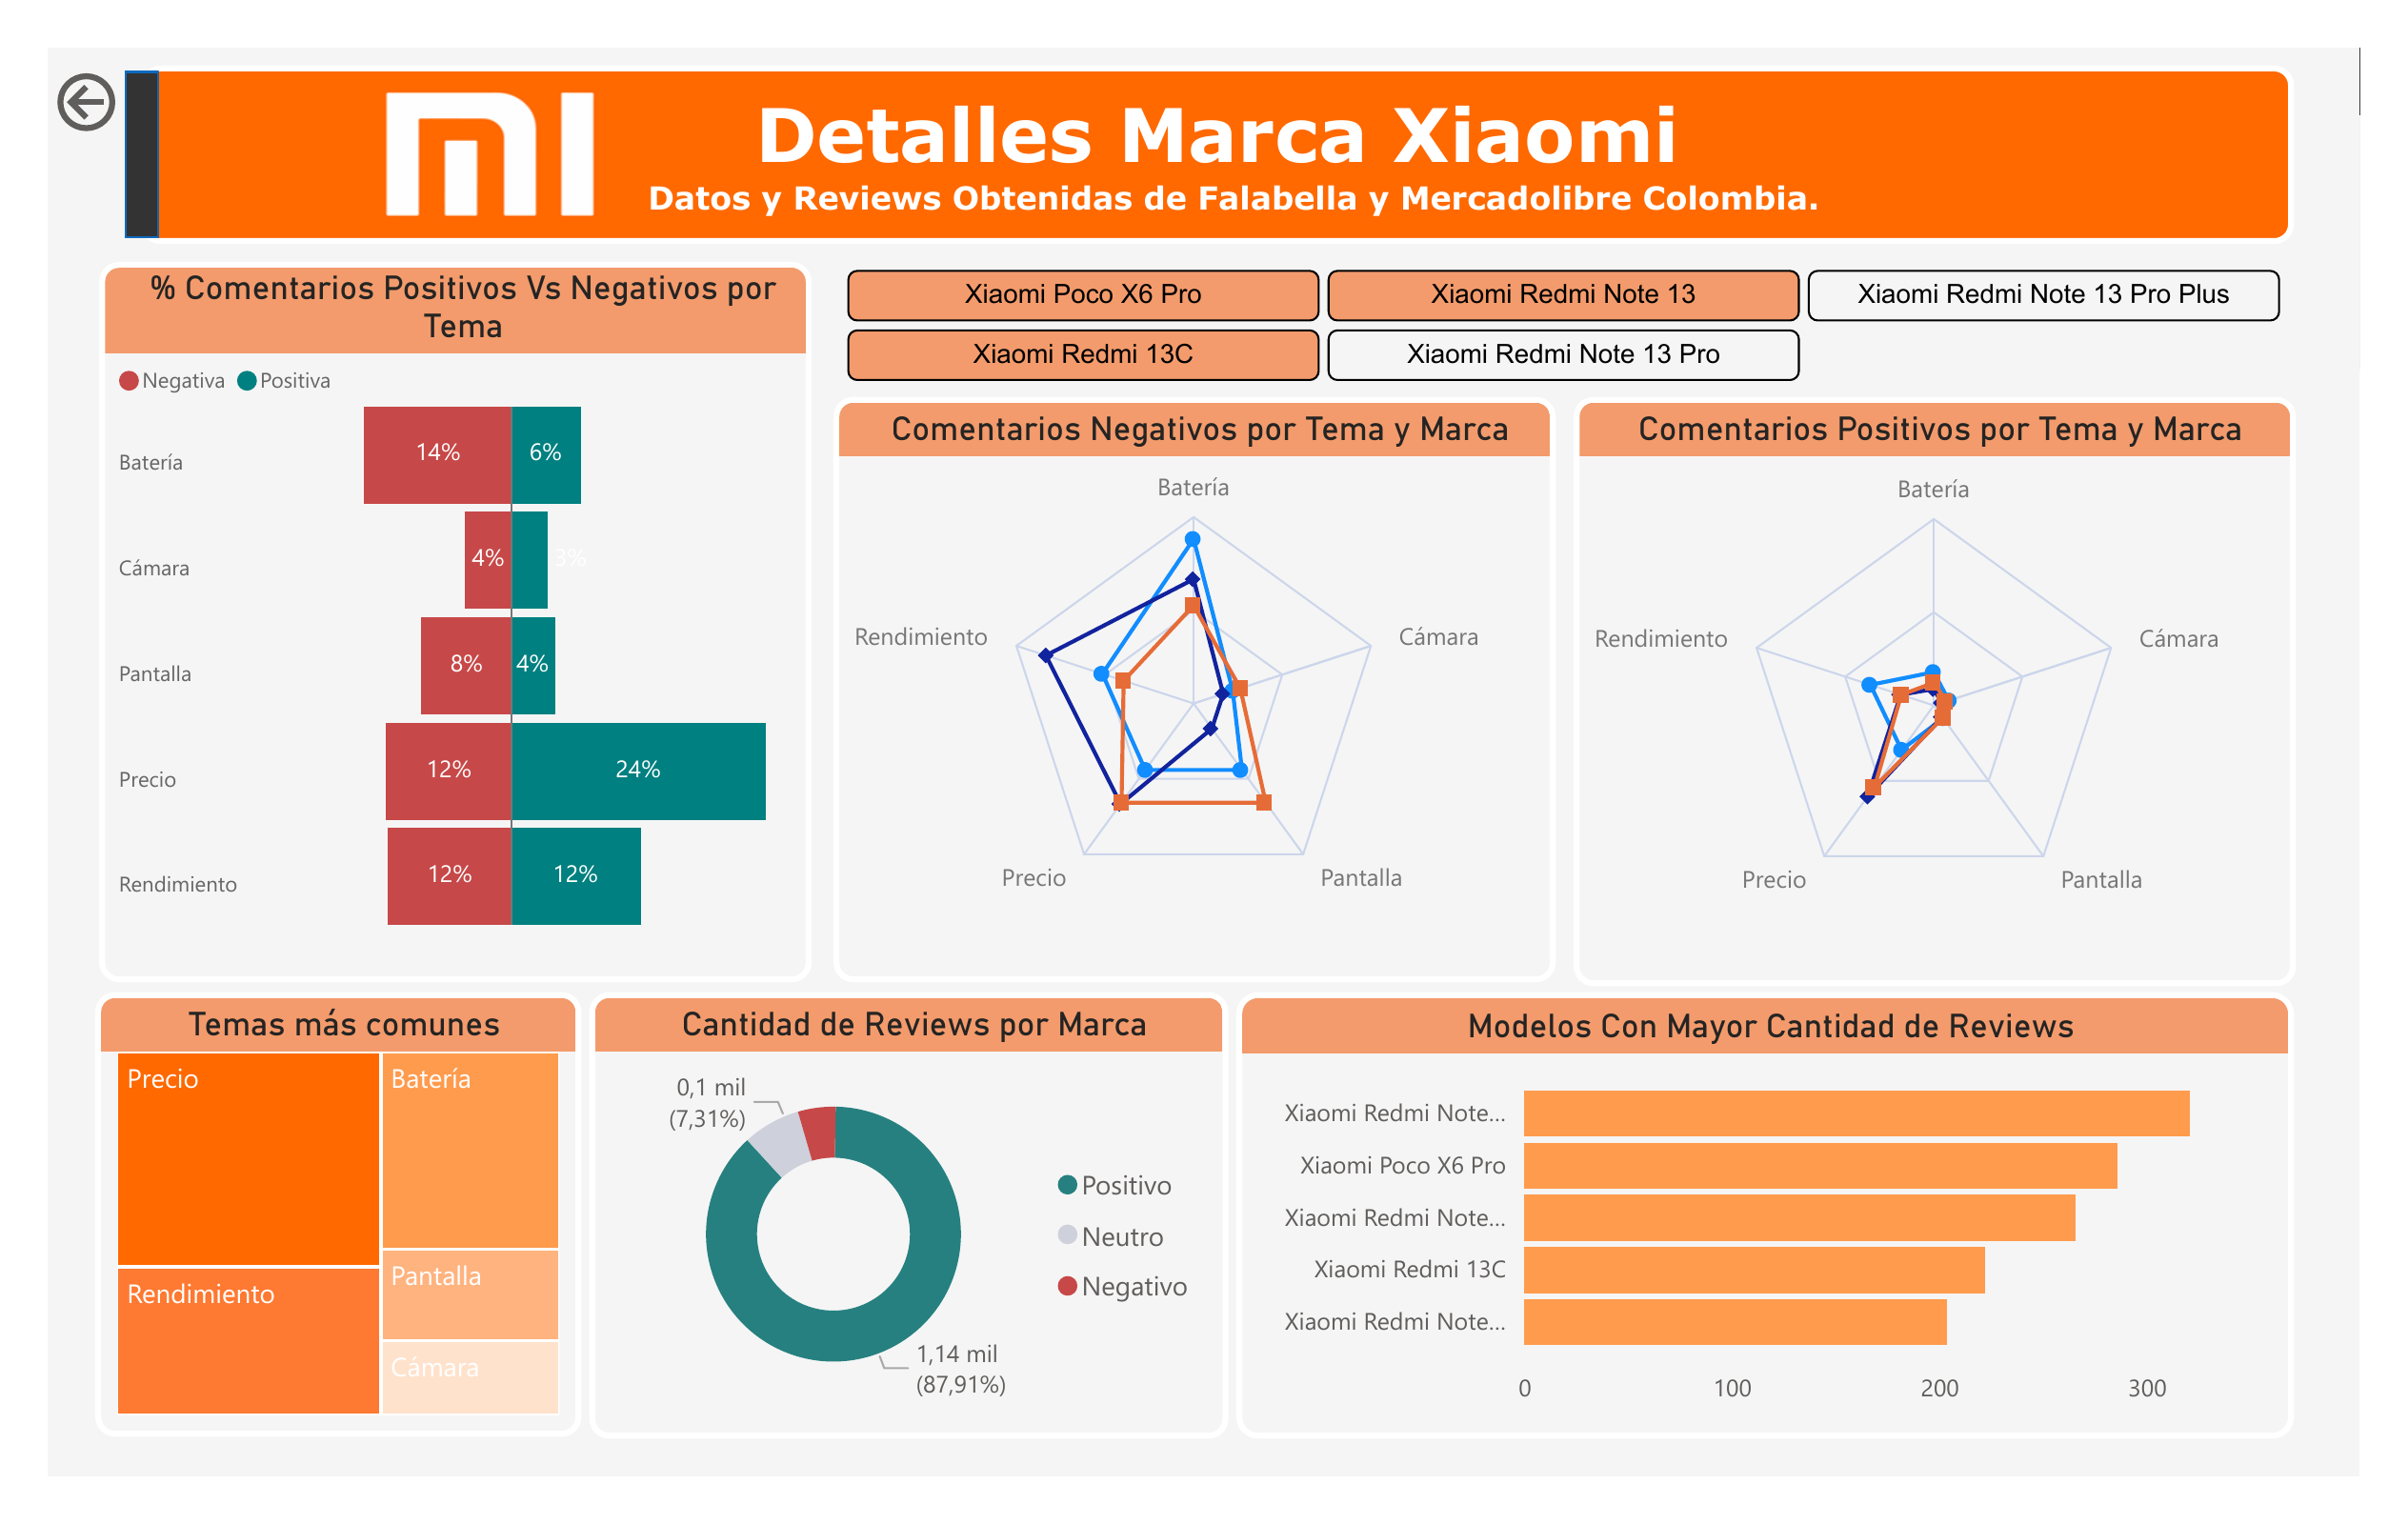 mi
Detalles Marca Xiaomi
Datos y Reviews Obtenidas de Falabella y Mercadolibre Colombia.
% Comentarios Positivos Vs Negativos por
Tema
Negativa Positiva
Batería 14% 6%
Cámara 4% 3%
Pantalla 8% 4%
Precio 12% 24%
Rendimiento 12% 12%
Xiaomi Poco X6 Pro
Xiaomi Redmi Note 13
Xiaomi Redmi Note 13 Pro Plus
Xiaomi Redmi 13C
Xiaomi Redmi Note 13 Pro
Comentarios Negativos por Tema y Marca
Batería
Rendimiento
Cámara
Precio
Pantalla
Comentarios Positivos por Tema y Marca
Batería
Rendimiento
Cámara
Precio
Pantalla
Temas más comunes
Precio
Batería
Rendimiento
Pantalla
Cámara
Cantidad de Reviews por Marca
0,1 mil
(7,31%)
Positivo
Neutro
Negativo
1,14 mil
(87,91%)
Modelos Con Mayor Cantidad de Reviews
Xiaomi Redmi Note...
Xiaomi Poco X6 Pro
Xiaomi Redmi Note...
Xiaomi Redmi 13C
Xiaomi Redmi Note...
0 100 200 300